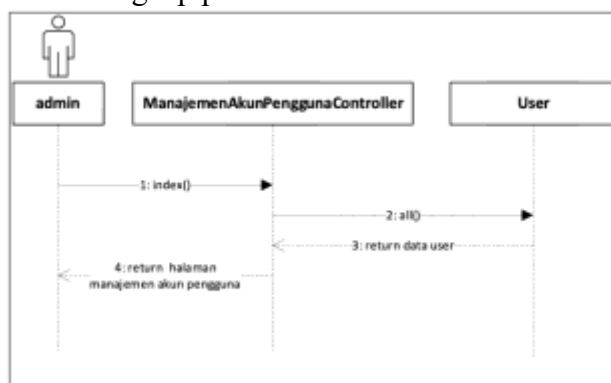 admin
ManajemenAkunPenggunaController
User
1: index()
2: all()
3: return data user
4: return halaman
manajemen akun pengguna